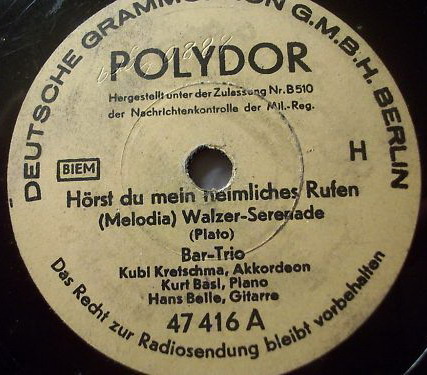 DEUTSCHE GRAMMOPHON G.M.B.H. BERLIN
POLYDOR
Hergestellt unter der Zulassung Nr. B 510
der Nachrichtenkontrolle der Mil.-Reg.
BIEM
H
Hörst du mein heimliches Rufen
(Melodia) Walzer-Serenade
(Plato)
Bar-Trio
Kubi Kretschma, Akkordeon
Kurt Basl, Piano
Hans Belle, Gitarre
47 416 A
Das Recht zur Radiosendung bleibt vorbehalten